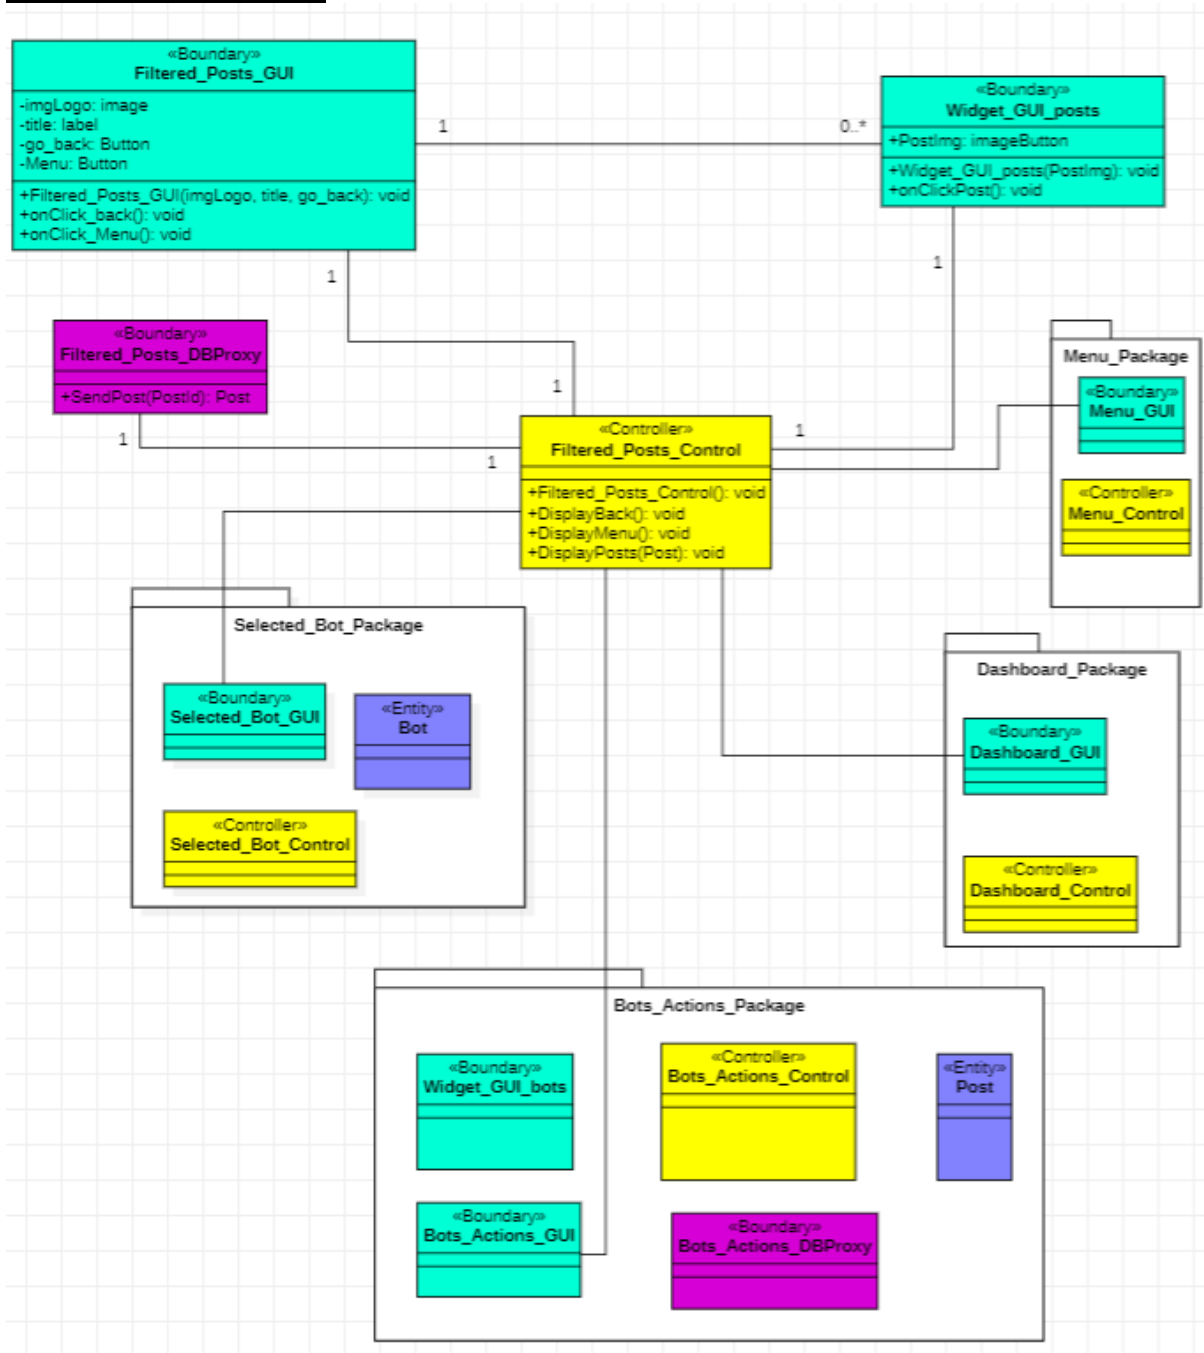 «Boundary»
Filtered_Posts_GUI
-imgLogo: image
-title: label
-go_back: Button
-Menu: Button
+Filtered_Posts_GUI(imgLogo, title, go_back): void
+onClick_back(): void
+onClick_Menu(): void
1
0..*
«Boundary»
Widget_GUI_posts
+PostImg: imageButton
+Widget_GUI_posts(PostImg): void
+onClickPost(): void
1
1
«Boundary»
Filtered_Posts_DBProxy
+SendPost(PostId): Post
1
1
1
1
«Controller»
Filtered_Posts_Control
+Filtered_Posts_Control(): void
+DisplayBack(): void
+DisplayMenu(): void
+DisplayPosts(Post): void
Menu_Package
«Boundary»
Menu_GUI
«Controller»
Menu_Control
Selected_Bot_Package
«Boundary»
Selected_Bot_GUI
«Entity»
Bot
«Controller»
Selected_Bot_Control
Dashboard_Package
«Boundary»
Dashboard_GUI
«Controller»
Dashboard_Control
Bots_Actions_Package
«Boundary»
Widget_GUI_bots
«Controller»
Bots_Actions_Control
«Entity»
Post
«Boundary»
Bots_Actions_GUI
«Boundary»
Bots_Actions_DBProxy